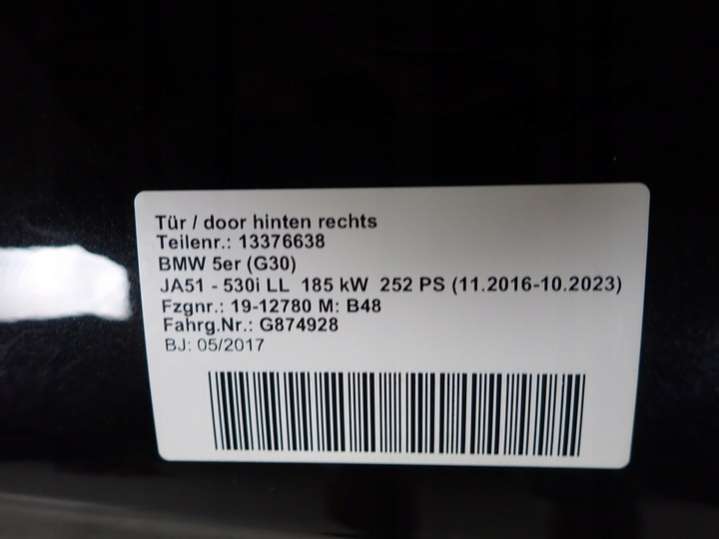 Tür / door hinten rechts
Teilenr.: 13376638
BMW 5er (G30)
JA51 - 530i LL 185 kW 252 PS (11.2016-10.2023)
Fzgnr.: 19-12780 M: B48
Fahrg.Nr.: G874928
BJ: 05/2017